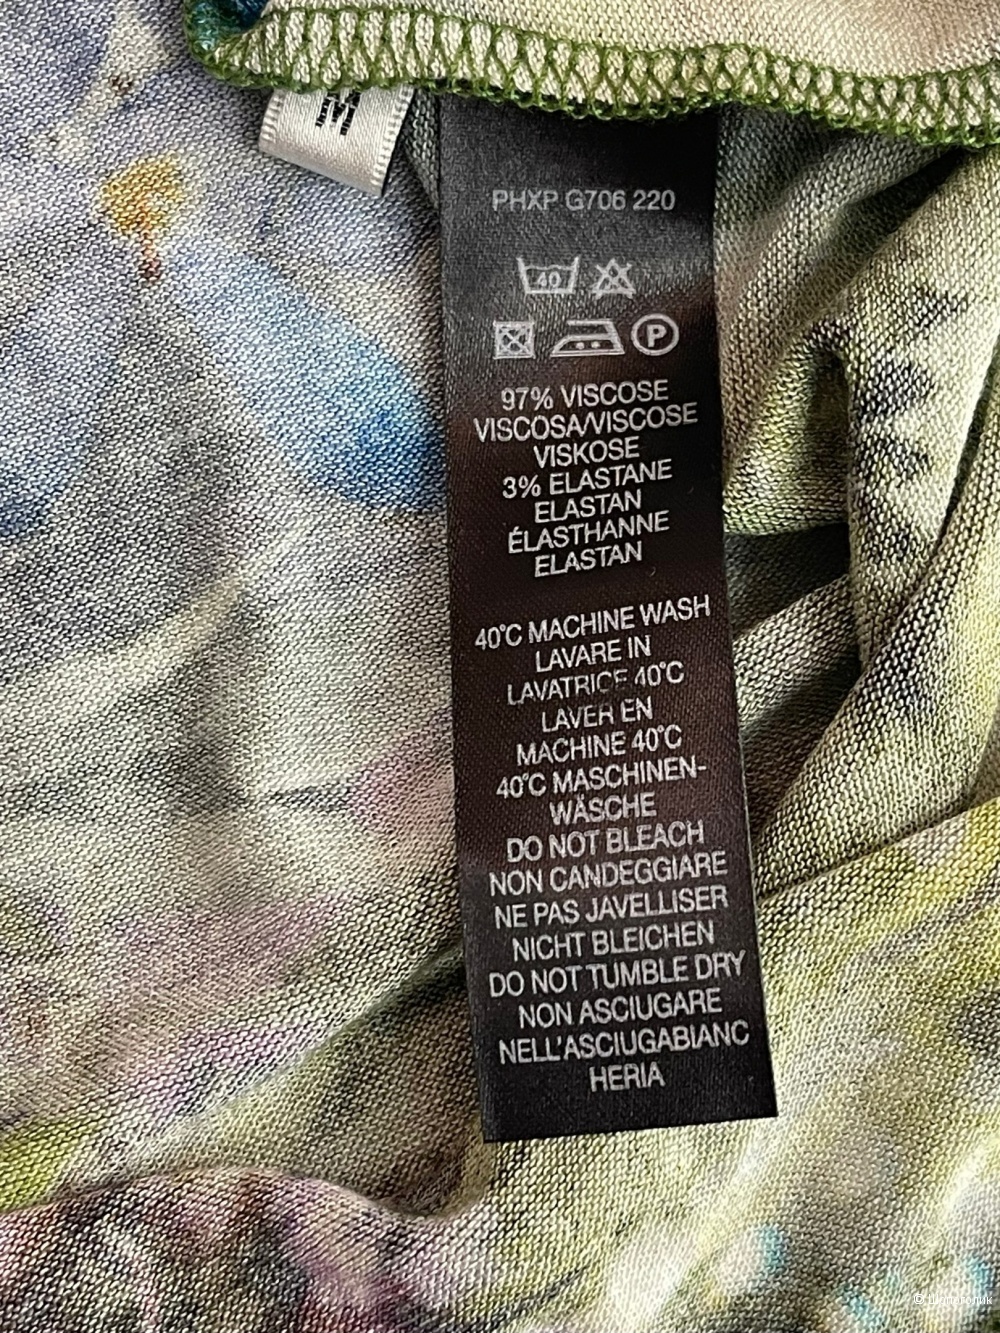 M
PHXP G706 220
40
P
97% VISCOSE
VISCOSA/VISCOSE
VISKOSE
3% ELASTANE
ELASTAN
ÉLASTHANNE
ELASTAN
40°C MACHINE WASH
LAVARE IN
LAVATRICE 40°C
LAVER EN
MACHINE 40°C
40°C MASCHINEN-
WÄSCHE
DO NOT BLEACH
NON CANDEGGIARE
NE PAS JAVELLISER
NICHT BLEICHEN
DO NOT TUMBLE DRY
NON ASCIUGARE
NELL'ASCIUGABIANC
HERIA